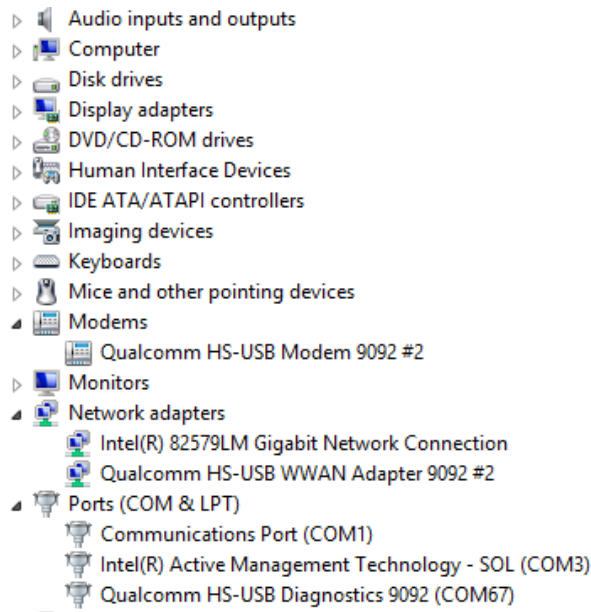 Audio inputs and outputs
Computer
Disk drives
Display adapters
DVD/CD-ROM drives
Human Interface Devices
IDE ATA/ATAPI controllers
Imaging devices
Keyboards
Mice and other pointing devices
Modems
Qualcomm HS-USB Modem 9092 #2
Monitors
Network adapters
Intel(R) 82579LM Gigabit Network Connection
Qualcomm HS-USB WWAN Adapter 9092 #2
Ports (COM & LPT)
Communications Port (COM1)
Intel(R) Active Management Technology - SOL (COM3)
Qualcomm HS-USB Diagnostics 9092 (COM67)